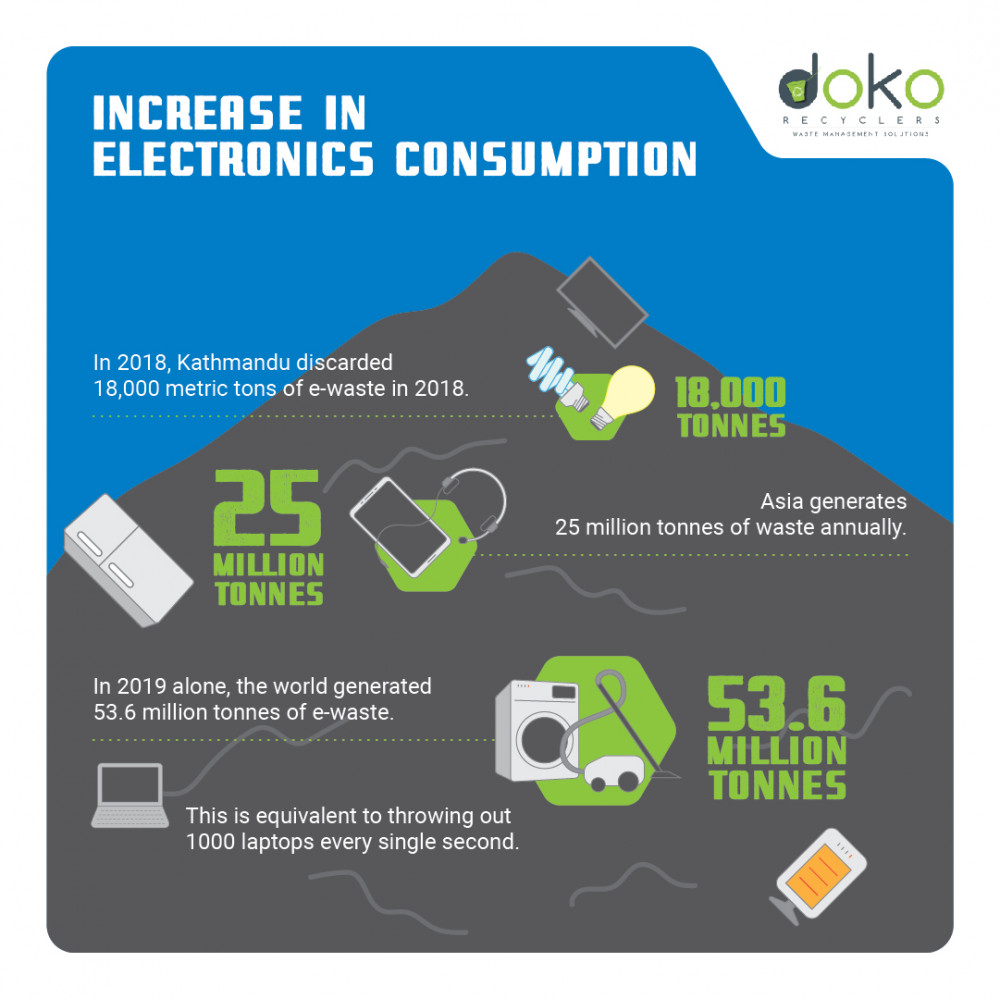 INCREASE IN
ELECTRONICS CONSUMPTION
doko
RECYCLERS
WASTE MANAGEMENT SOLUTIONS
In 2018, Kathmandu discarded
18,000 metric tons of e-waste in 2018.
18,000
TONNES
25
MILLION
TONNES
Asia generates
25 million tonnes of waste annually.
In 2019 alone, the world generated
53.6 million tonnes of e-waste.
53.6
MILLION
TONNES
This is equivalent to throwing out
1000 laptops every single second.